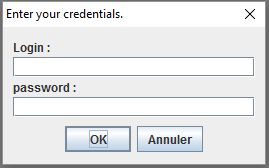 Enter your credentials.
Login :
password :
OK Annuler